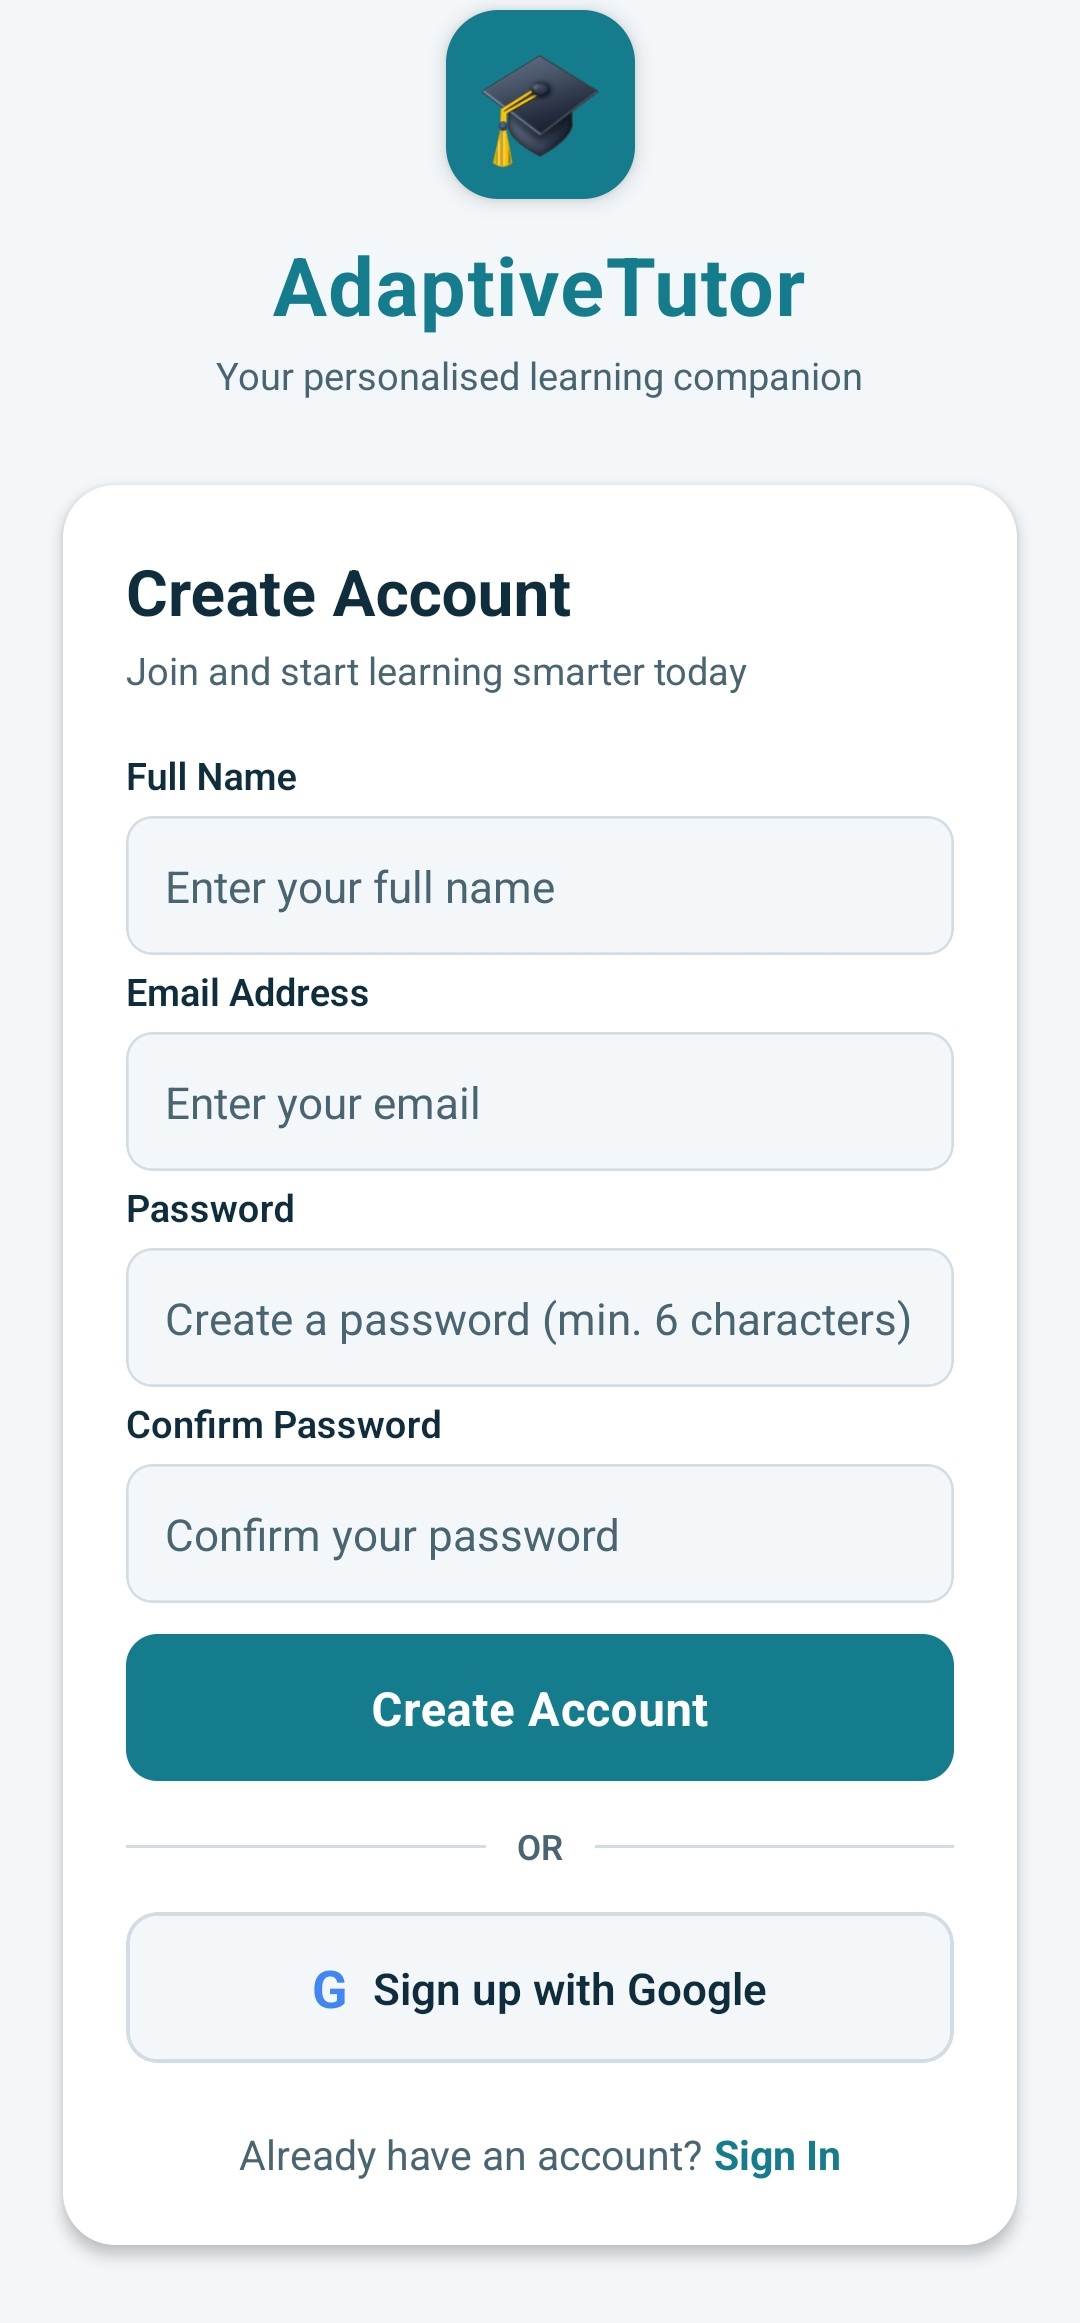 AdaptiveTutor
Your personalised learning companion
Create Account
Join and start learning smarter today
Full Name
Enter your full name
Email Address
Enter your email
Password
Create a password (min. 6 characters)
Confirm Password
Confirm your password
Create Account
OR
G Sign up with Google
Already have an account? Sign In